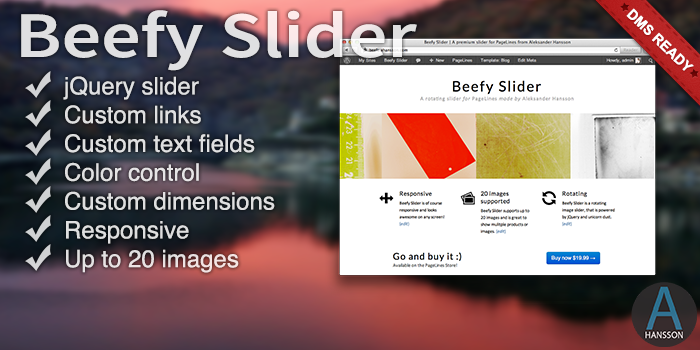 Beefy Slider
DMS READY
jQuery slider
Custom links
Custom text fields
Color control
Custom dimensions
Responsive
Up to 20 images
Beefy Slider | A premium slider for PageLines from Aleksander Hansson
My Sites Beefy Slider + New PageLines Template: Blog Edit Meta Howdy, admin
Beefy Slider
A rotating slider for PageLines made by Aleksander Hansson
Responsive
Beefy Slider is of course
responsive and looks
awesome on any screen!
[edit]
20 images
supported
Beefy Slider supports up to
20 images and is great to
show multiple products or
images. [edit]
Rotating
Beefy Slider is a rotating
image slider, that is powered
by jQuery and unicorn dust.
[edit]
Go and buy it :)
Available on the PageLines Store!
Buy now $19.99 →
A
HANSSON